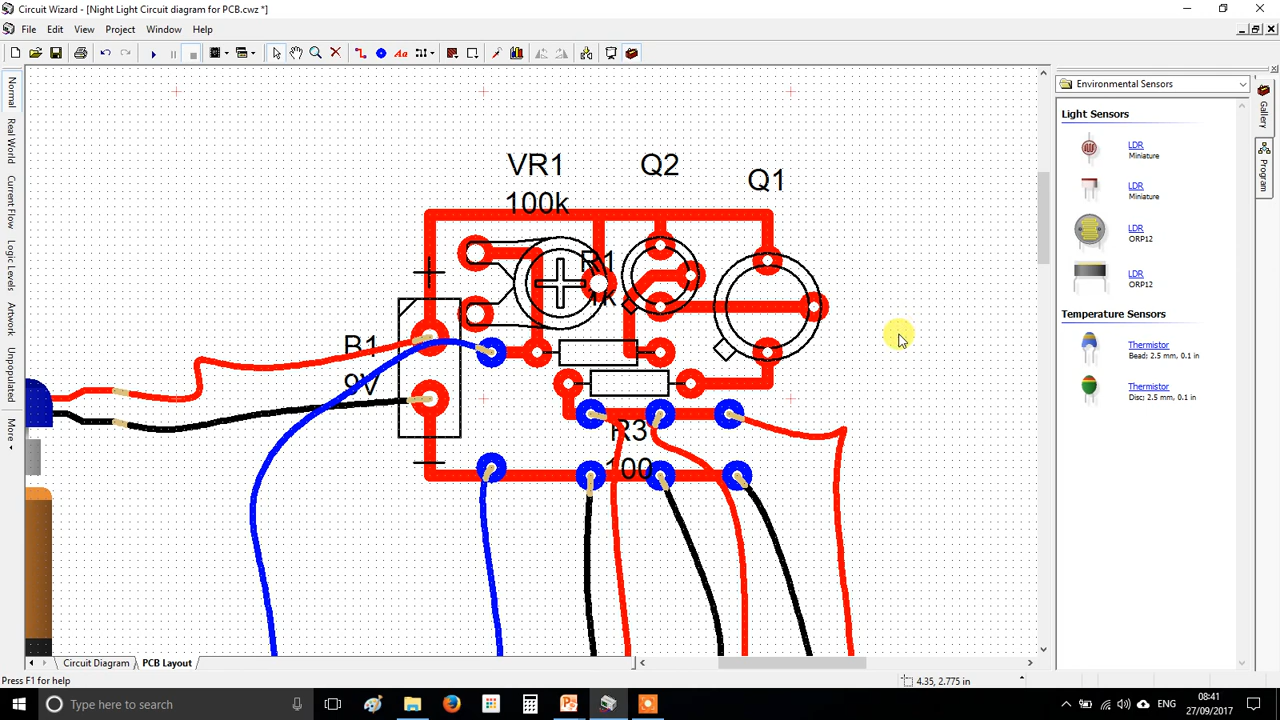 Circuit Wizard - [Night Light Circuit diagram for PCB.cwz *]
File Edit View Project Window Help
Aa
Normal
Real World
Current Flow
Logic Levels
Artwork
Unpopulated
More
VR1
100k
Q2
Q1
R1
1k
B1
9V
R3
100
Environmental Sensors
Light Sensors
LDR
Miniature
LDR
Miniature
LDR
ORP12
LDR
ORP12
Temperature Sensors
Thermistor
Bead; 2.5 mm, 0.1 in
Thermistor
Disc; 2.5 mm, 0.1 in
Gallery
Program
Circuit Diagram PCB Layout
Press F1 for help
4.35, 2.775 in
Type here to search
ENG
08:41
27/09/2017